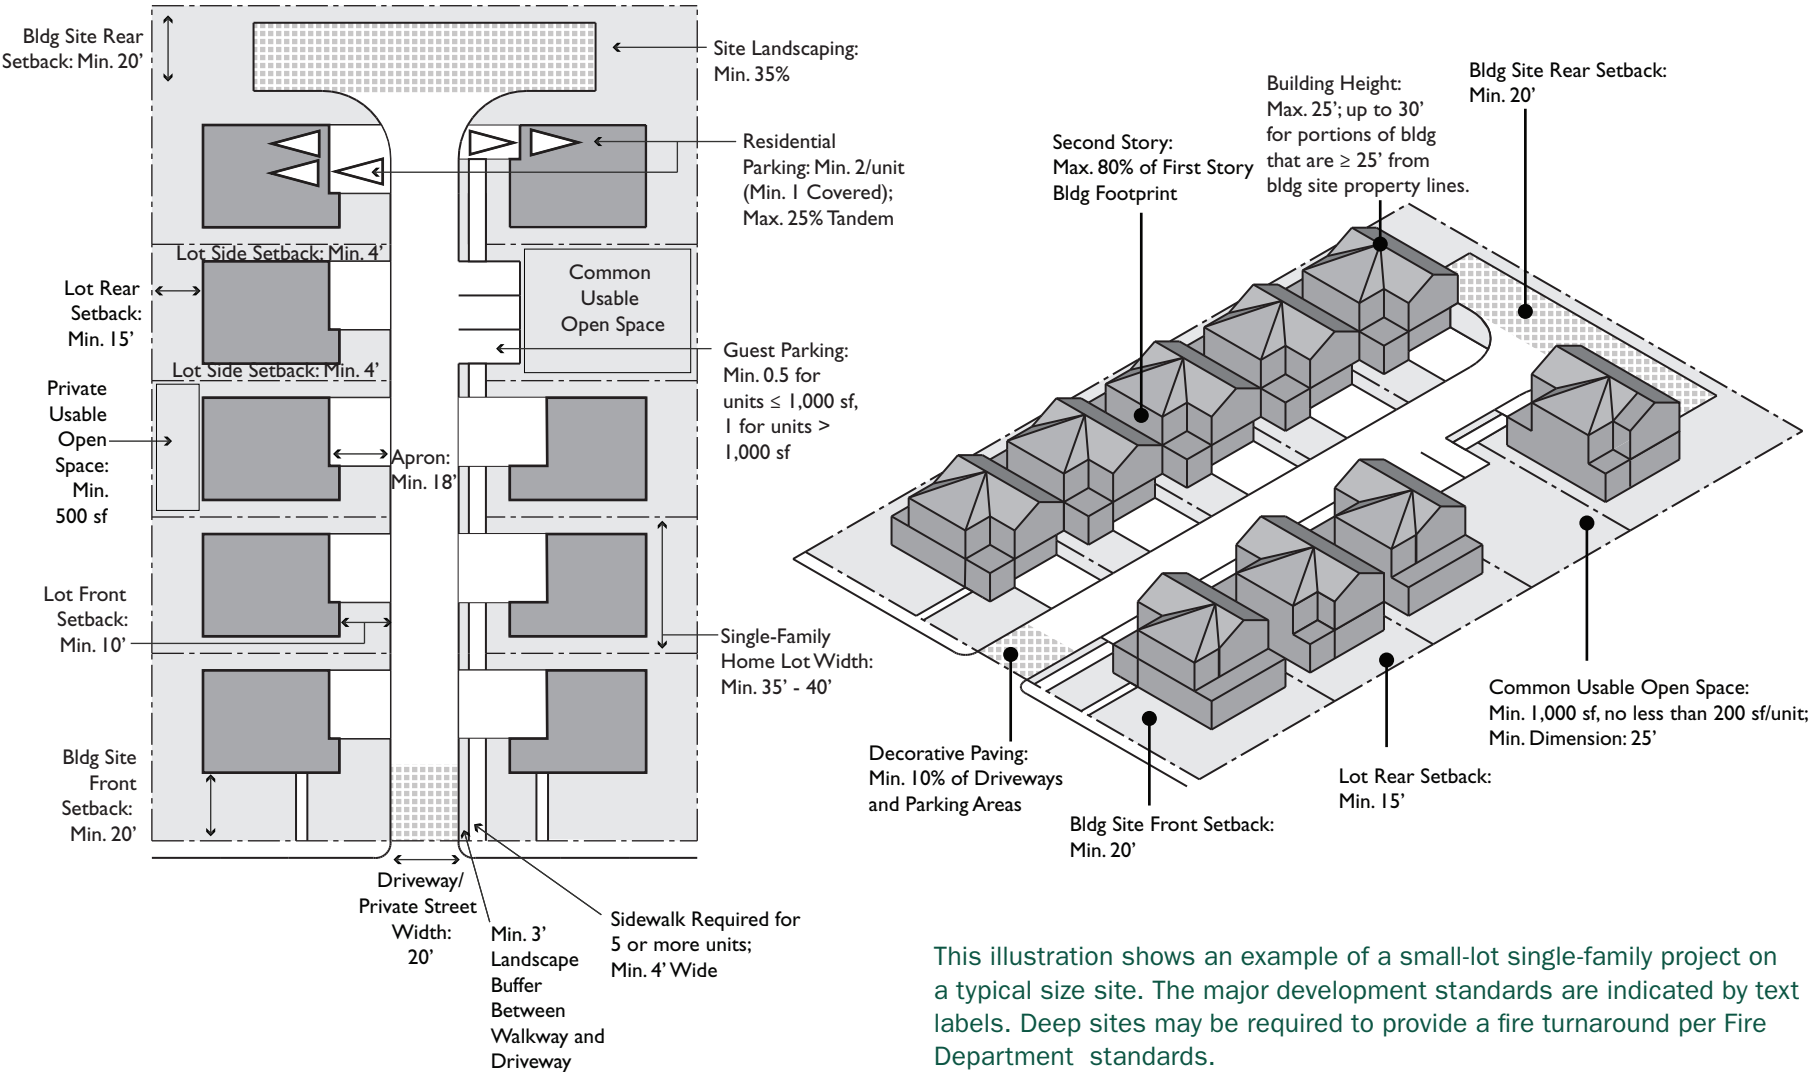 Bldg Site Rear
Setback: Min. 20’
Site Landscaping:
Min. 35%
Residential
Parking: Min. 2/unit
(Min. 1 Covered);
Max. 25% Tandem
Lot Side Setback: Min. 4’
Lot Rear
Setback:
Min. 15’
Common
Usable
Open Space
Guest Parking:
Min. 0.5 for
units ≤ 1,000 sf,
1 for units >
1,000 sf
Lot Side Setback: Min. 4’
Private
Usable
Open
Space:
Min.
500 sf
Apron:
Min. 18’
Lot Front
Setback:
Min. 10’
Single-Family
Home Lot Width:
Min. 35’ - 40’
Bldg Site
Front
Setback:
Min. 20’
Driveway/
Private Street
Width:
20’
Min. 3’
Landscape
Buffer
Between
Walkway and
Driveway
Sidewalk Required for
5 or more units;
Min. 4’ Wide
Second Story:
Max. 80% of First Story
Bldg Footprint
Building Height:
Max. 25’; up to 30’
for portions of bldg
that are ≥ 25’ from
bldg site property lines.
Bldg Site Rear Setback:
Min. 20’
Decorative Paving:
Min. 10% of Driveways
and Parking Areas
Bldg Site Front Setback:
Min. 20’
Lot Rear Setback:
Min. 15’
Common Usable Open Space:
Min. 1,000 sf, no less than 200 sf/unit;
Min. Dimension: 25’
This illustration shows an example of a small-lot single-family project on
a typical size site. The major development standards are indicated by text
labels. Deep sites may be required to provide a fire turnaround per Fire
Department standards.